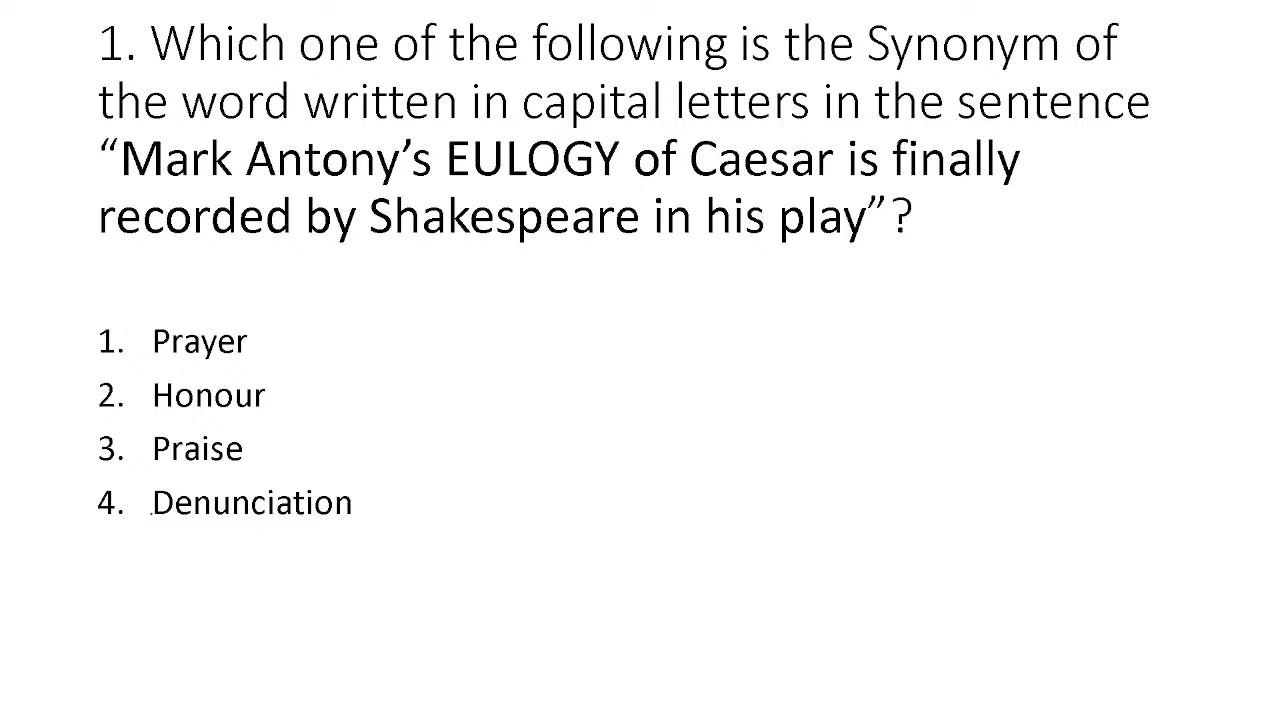 1. Which one of the following is the Synonym of
the word written in capital letters in the sentence
“Mark Antony’s EULOGY of Caesar is finally
recorded by Shakespeare in his play”?
1. Prayer
2. Honour
3. Praise
4. Denunciation